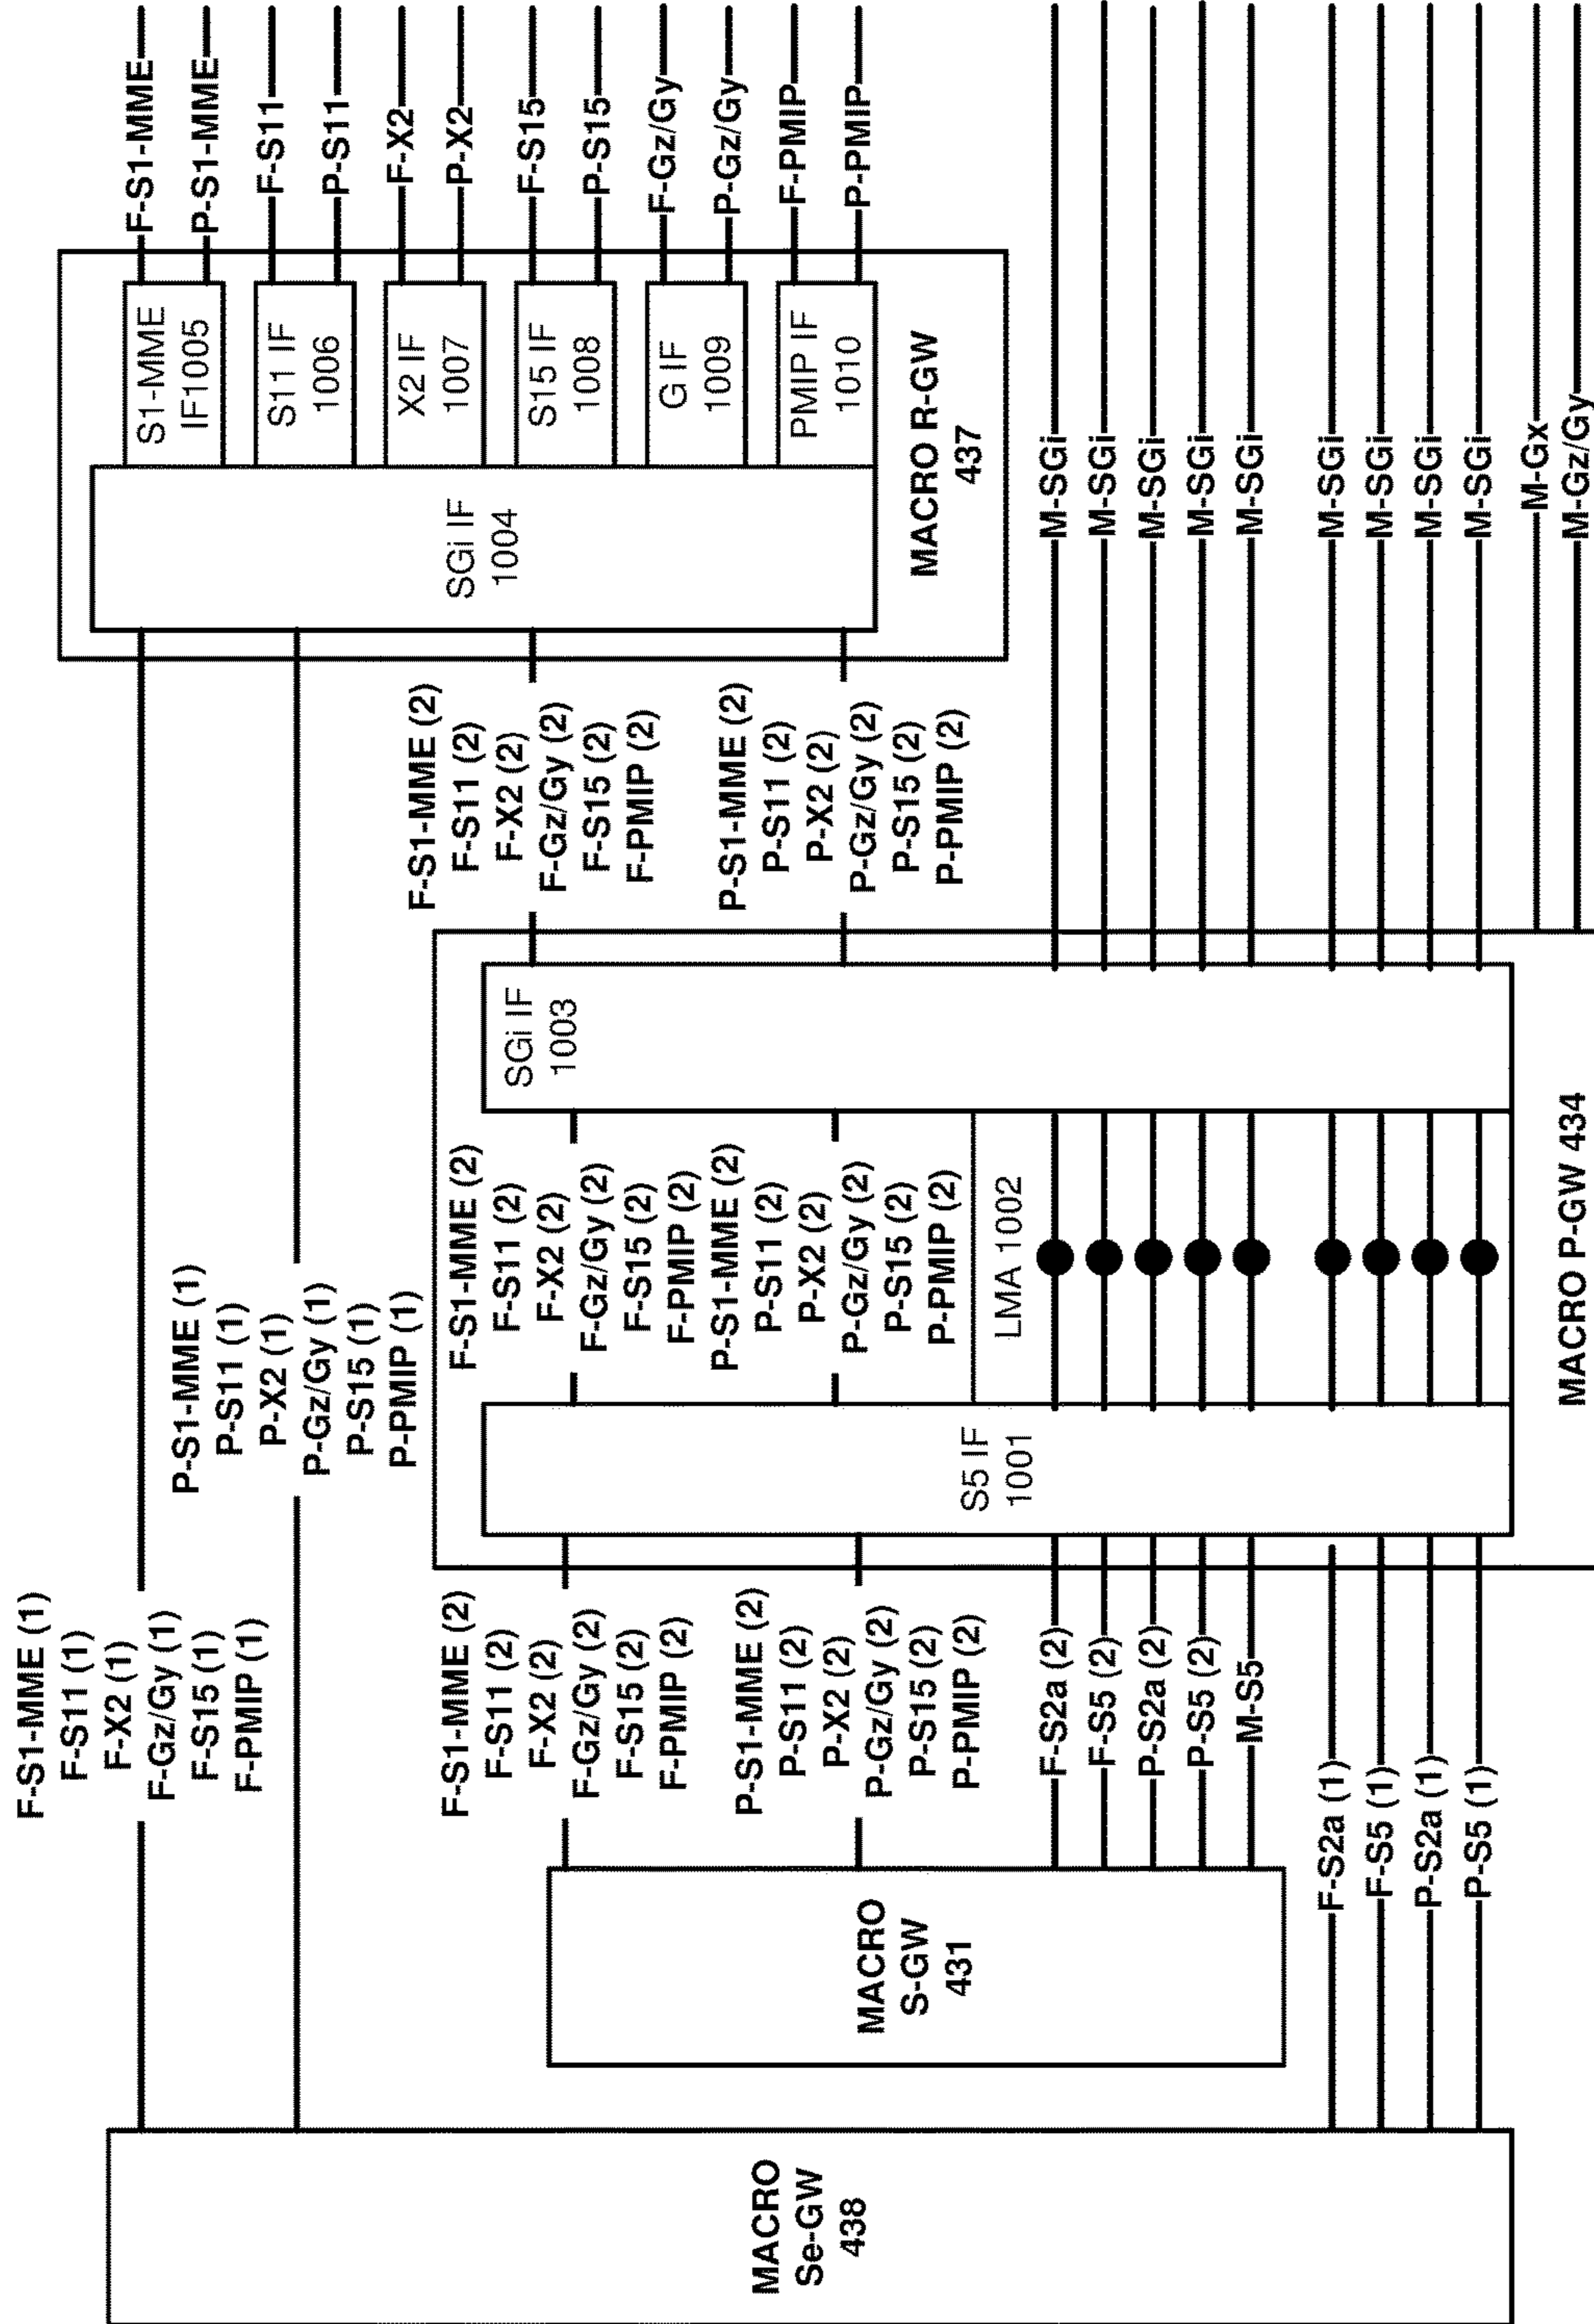 MACRO
Se-GW
438
F-S1-MME (1)
F-S11 (1)
F-X2 (1)
F-Gz/Gy (1)
F-S15 (1)
F-PMIP (1)
P-S1-MME (1)
P-S11 (1)
P-X2 (1)
P-Gz/Gy (1)
P-S15 (1)
P-PMIP (1)
MACRO
S-GW
431
F-S1-MME (2)
F-S11 (2)
F-X2 (2)
F-Gz/Gy (2)
F-S15 (2)
F-PMIP (2)
P-S1-MME (2)
P-S11 (2)
P-X2 (2)
P-Gz/Gy (2)
P-S15 (2)
P-PMIP (2)
F-S2a (2)
F-S5 (2)
P-S2a (2)
P-S5 (2)
M-S5
F-S2a (1)
F-S5 (1)
P-S2a (1)
P-S5 (1)
S5 IF
1001
F-S1-MME (2)
F-S11 (2)
F-X2 (2)
F-Gz/Gy (2)
F-S15 (2)
F-PMIP (2)
P-S1-MME (2)
P-S11 (2)
P-X2 (2)
P-Gz/Gy (2)
P-S15 (2)
P-PMIP (2)
LMA 1002
SGi IF
1003
MACRO P-GW 434
F-S1-MME (2)
F-S11 (2)
F-X2 (2)
F-Gz/Gy (2)
F-S15 (2)
F-PMIP (2)
P-S1-MME (2)
P-S11 (2)
P-X2 (2)
P-Gz/Gy (2)
P-S15 (2)
P-PMIP (2)
SGi IF
1004
S1-MME
IF1005
S11 IF
1006
X2 IF
1007
S15 IF
1008
G IF
1009
PMIP IF
1010
MACRO R-GW
437
F-S1-MME
P-S1-MME
F-S11
P-S11
F-X2
P-X2
F-S15
P-S15
F-Gz/Gy
P-Gz/Gy
F-PMIP
P-PMIP
M-SGi
M-SGi
M-SGi
M-SGi
M-SGi
M-SGi
M-SGi
M-SGi
M-SGi
M-Gx
M-Gz/Gy